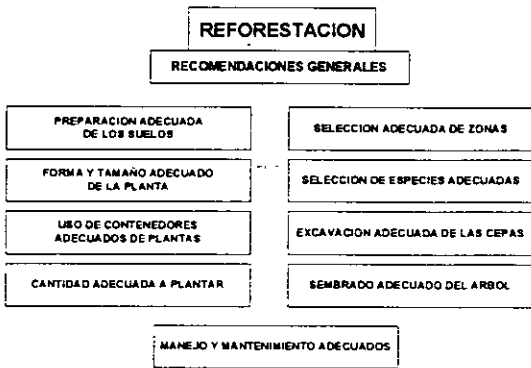 REFORESTACION
RECOMENDACIONES GENERALES
PREPARACION ADECUADA
DE LOS SUELOS
SELECCION ADECUADA DE ZONAS
FORMA Y TAMAÑO ADECUADO
DE LA PLANTA
SELECCION DE ESPECIES ADECUADAS
USO DE CONTENEDORES
ADECUADOS DE PLANTAS
EXCAVACION ADECUADA DE LAS CEPAS
CANTIDAD ADECUADA A PLANTAR
SEMBRADO ADECUADO DEL ARBOL
MANEJO Y MANTENIMIENTO ADECUADOS